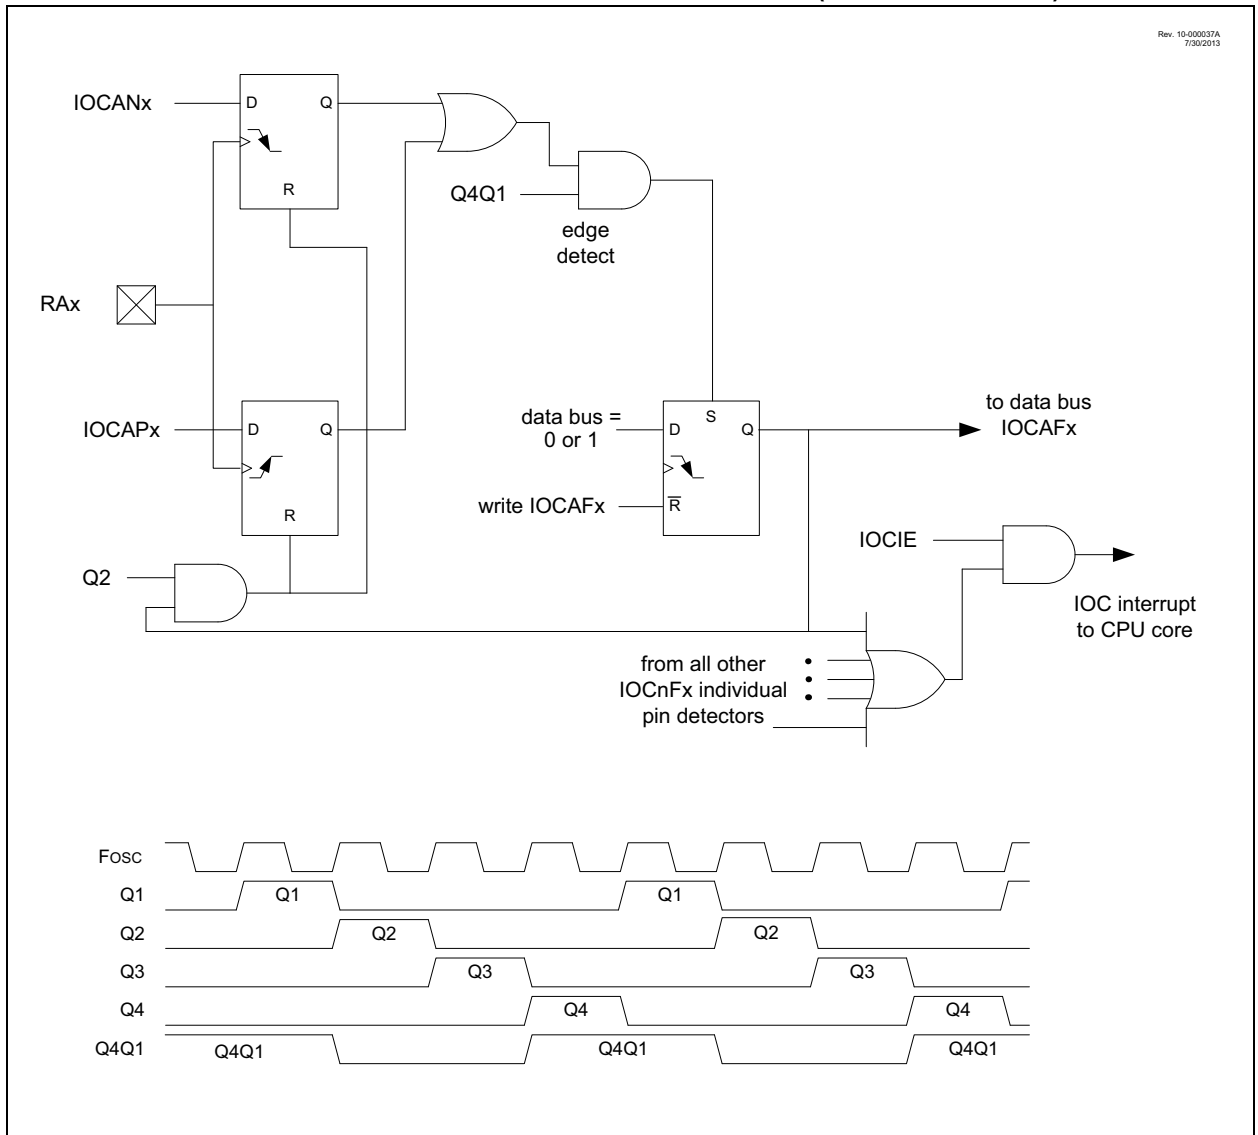 Rev. 10-000037A
7/30/2013
IOCANx
D
Q
R
Q4Q1
edge
detect
RAx
IOCAPx
D
Q
R
data bus =
0 or 1
S
D
Q
R̅
write IOCAFx
to data bus
IOCAFx
IOCIE
Q2
IOC interrupt
to CPU core
from all other
IOCnFx individual
pin detectors
FOSC
Q1 Q1 Q1
Q2 Q2 Q2
Q3 Q3 Q3
Q4 Q4 Q4
Q4Q1 Q4Q1 Q4Q1 Q4Q1